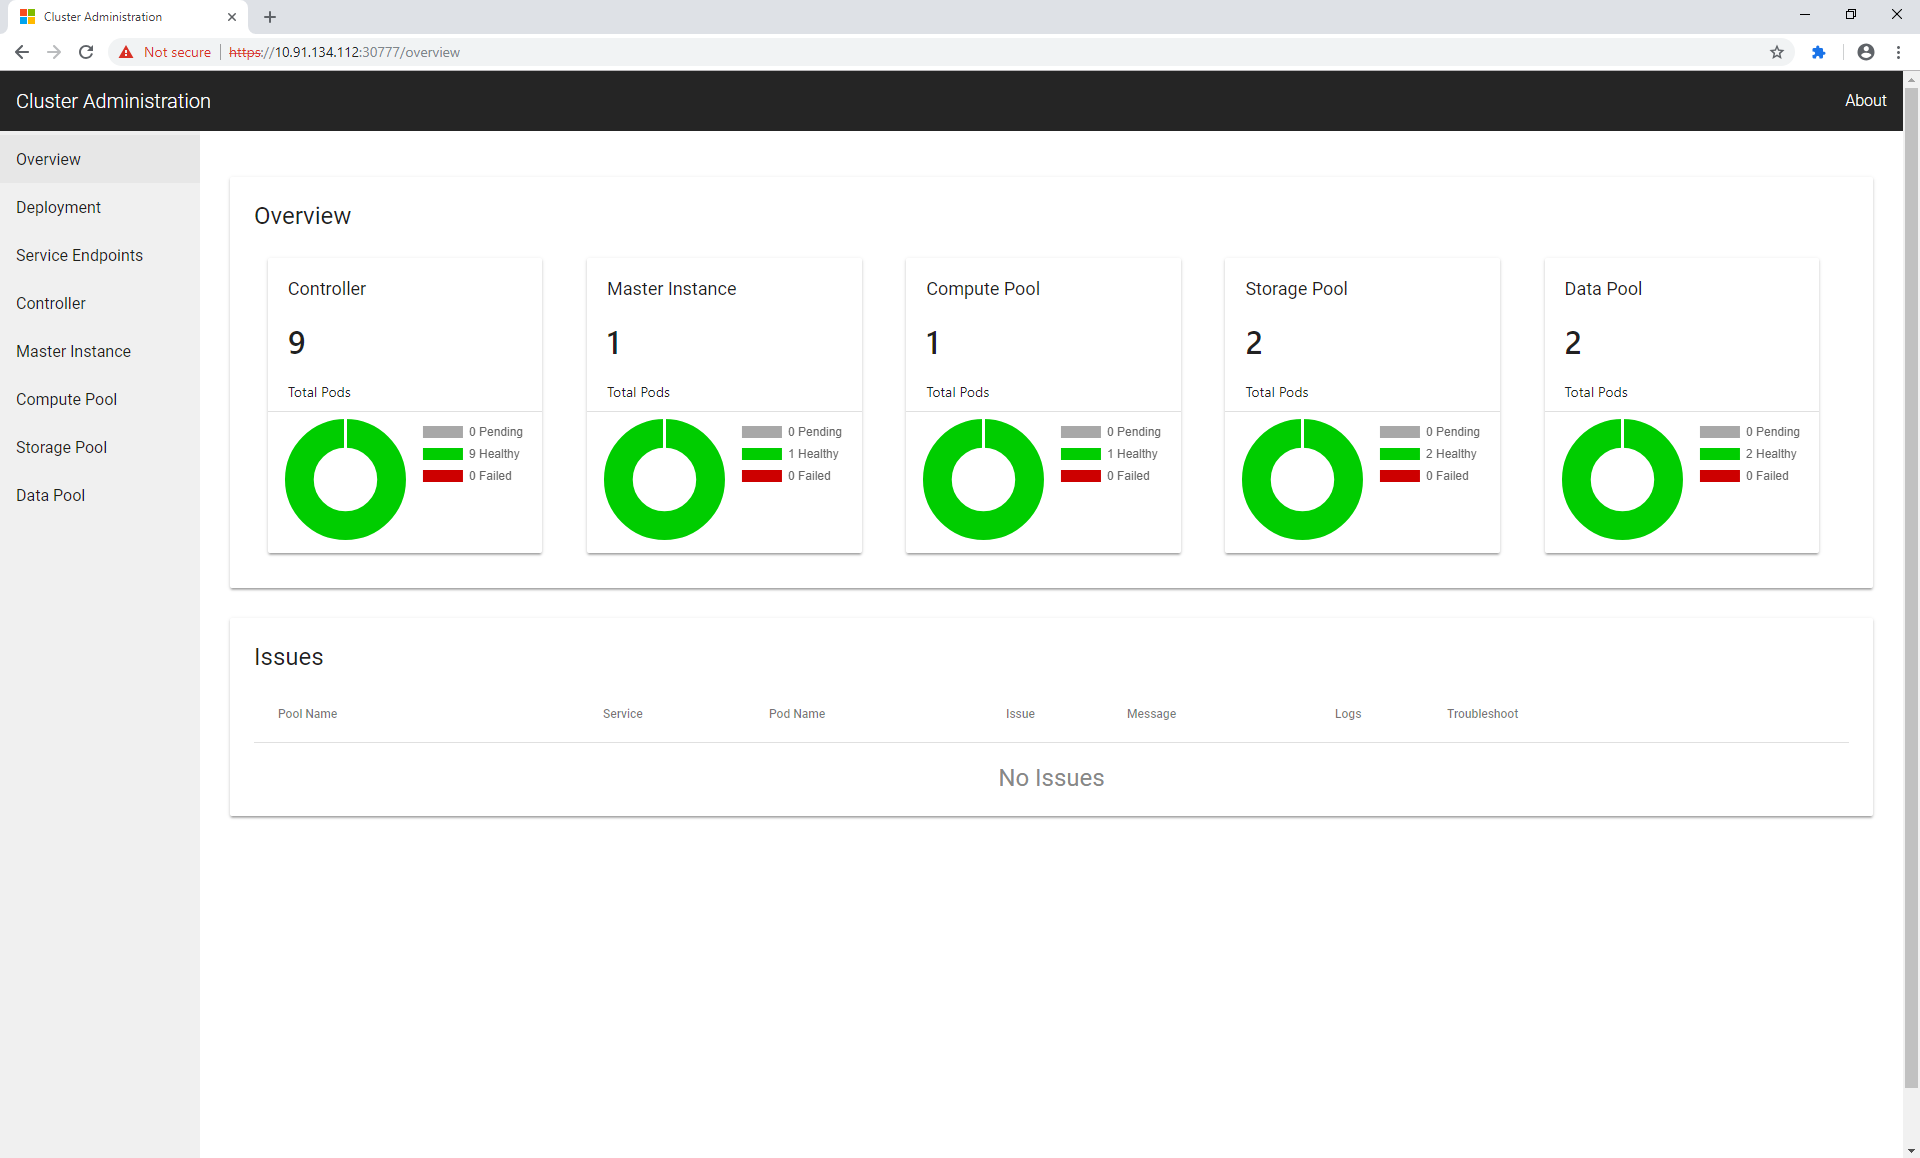 Cluster Administration
Not secure https://10.91.134.112:30777/overview
Cluster Administration
About
Overview
Deployment
Service Endpoints
Controller
Master Instance
Compute Pool
Storage Pool
Data Pool
Overview
Controller
9
Total Pods
0 Pending
9 Healthy
0 Failed
Master Instance
1
Total Pods
0 Pending
1 Healthy
0 Failed
Compute Pool
1
Total Pods
0 Pending
1 Healthy
0 Failed
Storage Pool
2
Total Pods
0 Pending
2 Healthy
0 Failed
Data Pool
2
Total Pods
0 Pending
2 Healthy
0 Failed
Issues
Pool Name Service Pod Name Issue Message Logs Troubleshoot
No Issues